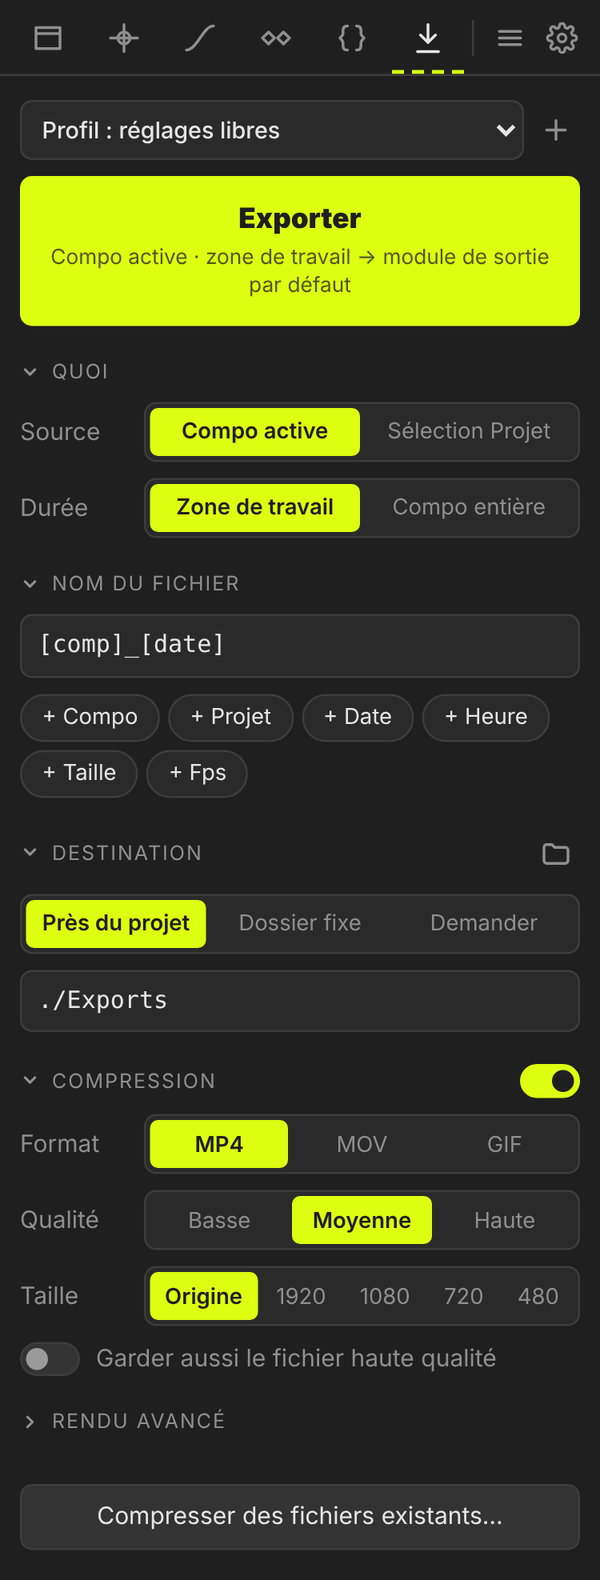 Profil : réglages libres
Exporter
Compo active · zone de travail → module de sortie
par défaut
QUOI
Source
Compo active
Sélection Projet
Durée
Zone de travail
Compo entière
NOM DU FICHIER
[comp]_[date]
+ Compo
+ Projet
+ Date
+ Heure
+ Taille
+ Fps
DESTINATION
Près du projet
Dossier fixe
Demander
./Exports
COMPRESSION
Format
MP4
MOV
GIF
Qualité
Basse
Moyenne
Haute
Taille
Origine
1920
1080
720
480
Garder aussi le fichier haute qualité
RENDU AVANCÉ
Compresser des fichiers existants...